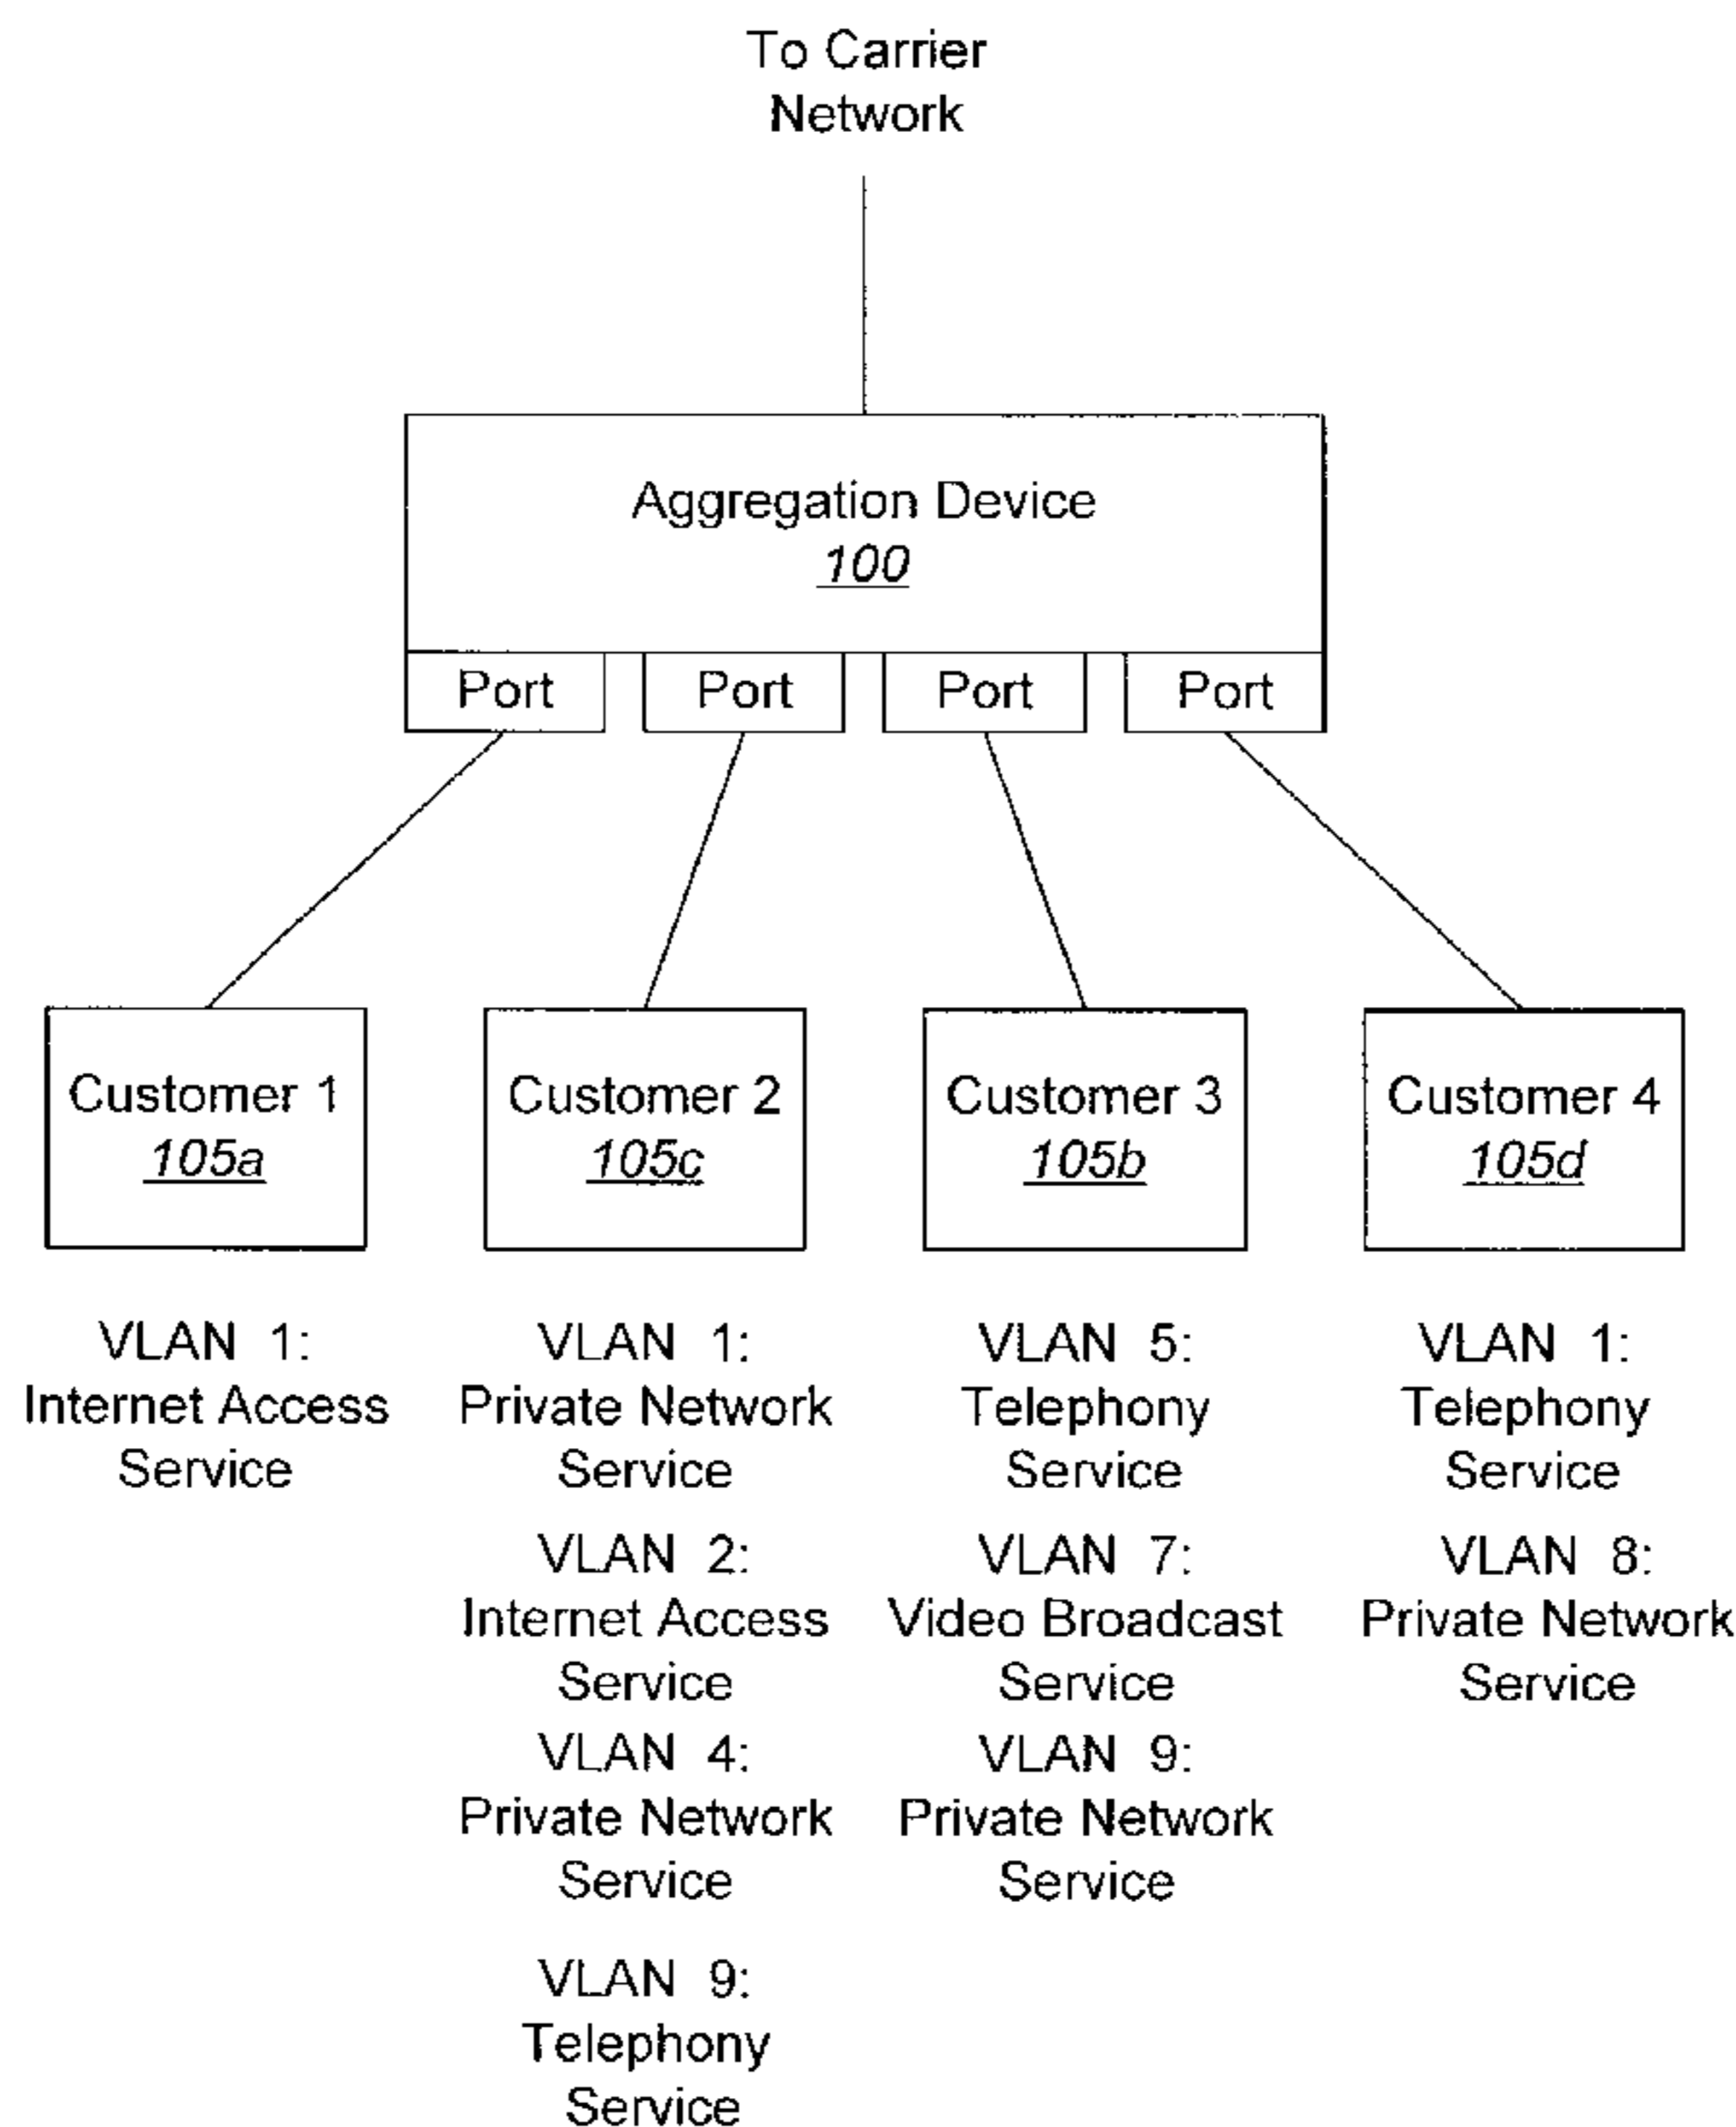 To Carrier
Network
Aggregation Device
100
Port
Port
Port
Port
Customer 1
105a
Customer 2
105c
Customer 3
105b
Customer 4
105d
VLAN 1:
Internet Access
Service
VLAN 1:
Private Network
Service
VLAN 2:
Internet Access
Service
VLAN 4:
Private Network
Service
VLAN 9:
Telephony
Service
VLAN 5:
Telephony
Service
VLAN 7:
Video Broadcast
Service
VLAN 9:
Private Network
Service
VLAN 1:
Telephony
Service
VLAN 8:
Private Network
Service